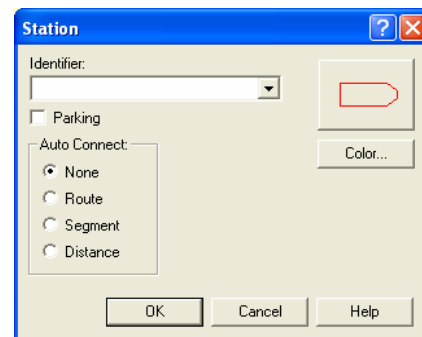 Station
Identifier:
Parking
Auto Connect:
None
Route
Segment
Distance
Color...
OK
Cancel
Help